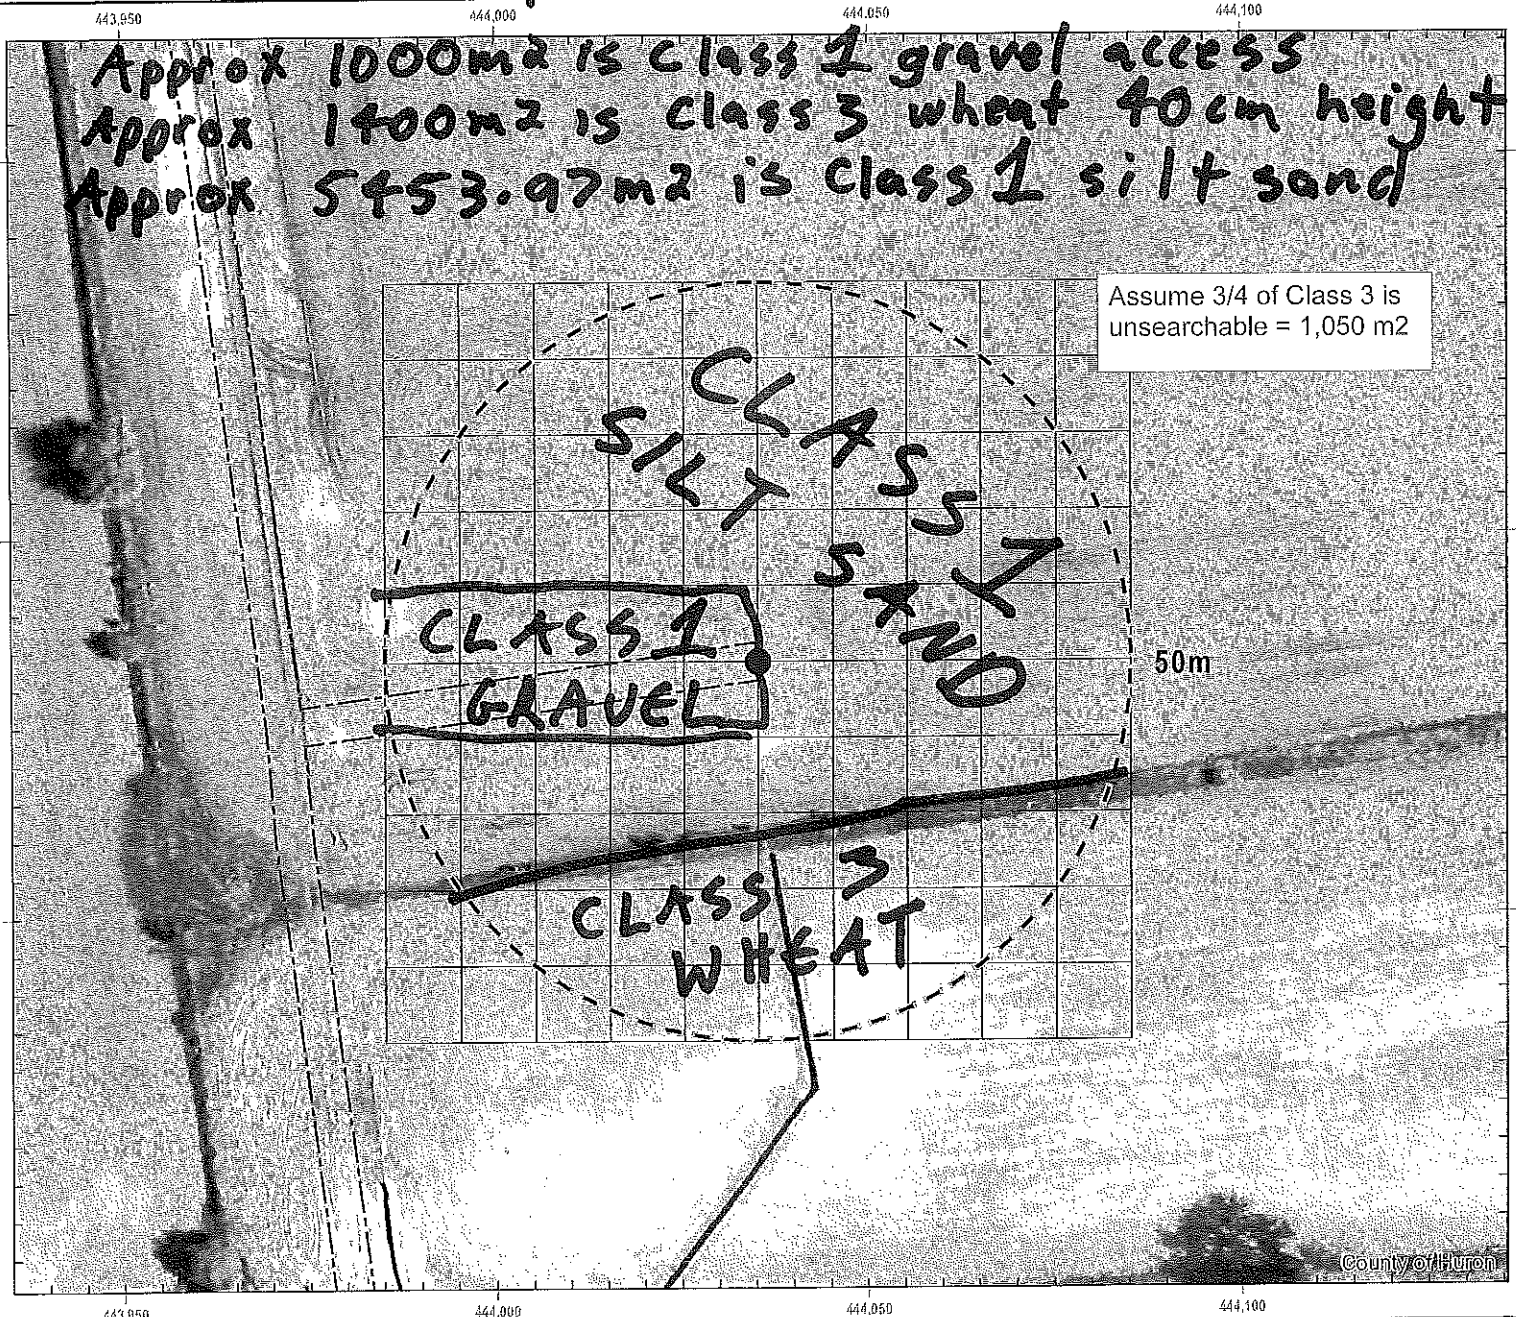 443,950 444,000 444,050 444,100
Approx 1000m2 is Class 1 gravel access
Approx 1400m2 is Class 3 wheat 40cm height
Approx 5453.97m2 is Class 1 silt sand
Assume 3/4 of Class 3 is
unsearchable = 1,050 m2
CLASS 1
SILT SAND
CLASS 1
GRAVEL
50m
CLASS 3
WHEAT
County of Huron
443,950 444,000 444,050 444,100